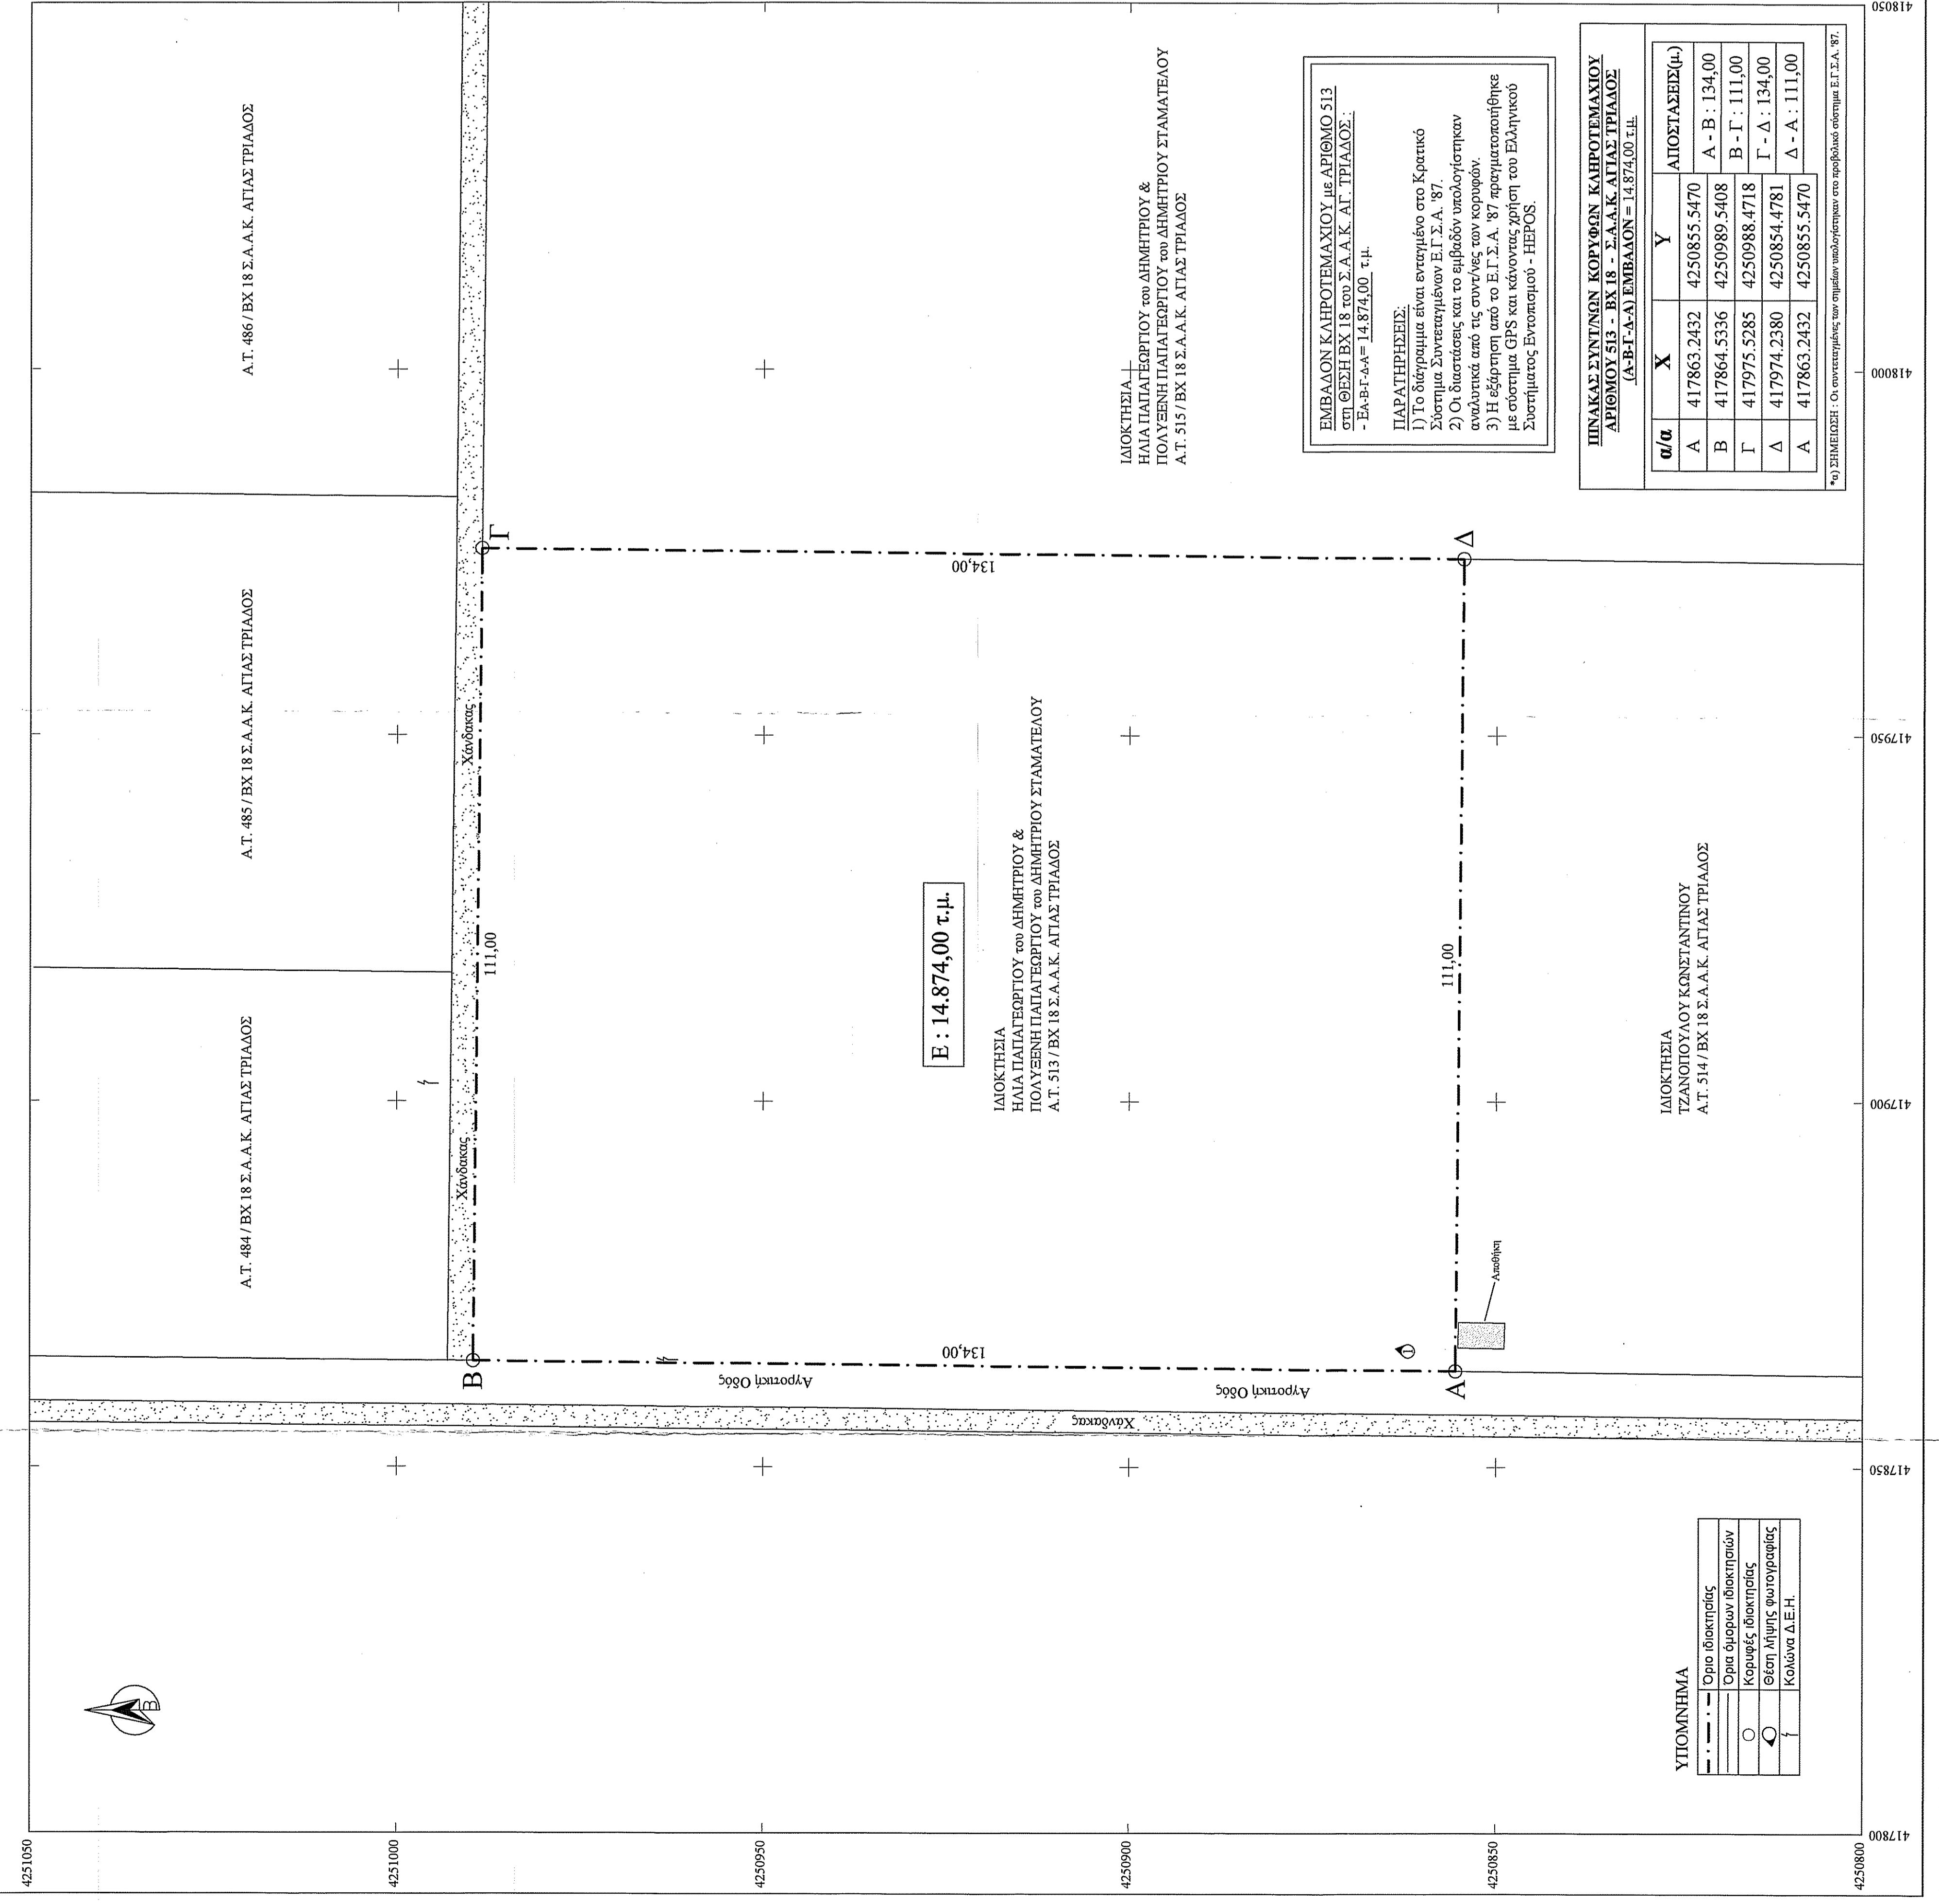 Α.Τ. 484 / ΒΧ 18 Σ.Α.Α.Κ. ΑΓΙΑΣ ΤΡΙΑΔΟΣ
Α.Τ. 485 / ΒΧ 18 Σ.Α.Α.Κ. ΑΓΙΑΣ ΤΡΙΑΔΟΣ
Α.Τ. 486 / ΒΧ 18 Σ.Α.Α.Κ. ΑΓΙΑΣ ΤΡΙΑΔΟΣ
Β
Χάνδακας
Χάνδακας
Γ
111,00
134,00
134,00
Αγροτική Οδός
Αγροτική Οδός
Χάνδακας
Ε : 14.874,00 τ.μ.
ΙΔΙΟΚΤΗΣΙΑ
ΗΛΙΑ ΠΑΠΑΓΕΩΡΓΙΟΥ του ΔΗΜΗΤΡΙΟΥ &
ΠΟΛΥΞΕΝΗ ΠΑΠΑΓΕΩΡΓΙΟΥ του ΔΗΜΗΤΡΙΟΥ ΣΤΑΜΑΤΕΛΟΥ
Α.Τ. 513 / ΒΧ 18 Σ.Α.Α.Κ. ΑΓΙΑΣ ΤΡΙΑΔΟΣ
ΙΔΙΟΚΤΗΣΙΑ
ΗΛΙΑ ΠΑΠΑΓΕΩΡΓΙΟΥ του ΔΗΜΗΤΡΙΟΥ &
ΠΟΛΥΞΕΝΗ ΠΑΠΑΓΕΩΡΓΙΟΥ του ΔΗΜΗΤΡΙΟΥ ΣΤΑΜΑΤΕΛΟΥ
Α.Τ. 515 / ΒΧ 18 Σ.Α.Α.Κ. ΑΓΙΑΣ ΤΡΙΑΔΟΣ
1
Α
111,00
Δ
Αποθήκη
ΙΔΙΟΚΤΗΣΙΑ
ΤΖΑΝΟΠΟΥΛΟΥ ΚΩΝΣΤΑΝΤΙΝΟΥ
Α.Τ. 514 / ΒΧ 18 Σ.Α.Α.Κ. ΑΓΙΑΣ ΤΡΙΑΔΟΣ
ΕΜΒΑΔΟΝ ΚΛΗΡΟΤΕΜΑΧΙΟΥ με ΑΡΙΘΜΟ 513
στη ΘΕΣΗ ΒΧ 18 του Σ.Α.Α.Κ. ΑΓ. ΤΡΙΑΔΟΣ :
- ΕΑ-Β-Γ-Δ-Α= 14.874,00 τ.μ.
ΠΑΡΑΤΗΡΗΣΕΙΣ:
1) Το διάγραμμα είναι ενταγμένο στο Κρατικό
Σύστημα Συντεταγμένων Ε.Γ.Σ.Α. '87.
2) Οι διαστάσεις και το εμβαδόν υπολογίστηκαν
αναλυτικά από τις συντ/νες των κορυφών.
3) Η εξάρτηση από το Ε.Γ.Σ.Α. '87 πραγματοποιήθηκε
με σύστημα GPS και κάνοντας χρήση του Ελληνικού
Συστήματος Εντοπισμού - HEPOS.
ΠΙΝΑΚΑΣ ΣΥΝΤ/ΝΩΝ ΚΟΡΥΦΩΝ ΚΛΗΡΟΤΕΜΑΧΙΟΥ
ΑΡΙΘΜΟΥ 513 - ΒΧ 18 - Σ.Α.Α.Κ. ΑΓΙΑΣ ΤΡΙΑΔΟΣ
(Α-Β-Γ-Δ-Α) ΕΜΒΑΔΟΝ = 14.874,00 τ.μ.
α/α Χ Υ ΑΠΟΣΤΑΣΕΙΣ(μ.)
Α 417863.2432 4250855.5470 Α - Β : 134,00
Β 417864.5336 4250989.5408 Β - Γ : 111,00
Γ 417975.5285 4250988.4718 Γ - Δ : 134,00
Δ 417974.2380 4250854.4781 Δ - Α : 111,00
Α 417863.2432 4250855.5470
*α) ΣΗΜΕΙΩΣΗ : Οι συντεταγμένες των σημείων υπολογίστηκαν στο προβολικό σύστημα Ε.Γ.Σ.Α. '87.
Β
ΥΠΟΜΝΗΜΑ
Όριο ιδιοκτησίας
Όρια όμορων ιδιοκτησιών
Κορυφές ιδιοκτησίας
Θέση λήψης φωτογραφίας
Κολώνα Δ.Ε.Η.
4251050
4251000
4250950
4250900
4250850
4250800
417800
417850
417900
417950
418000
418050